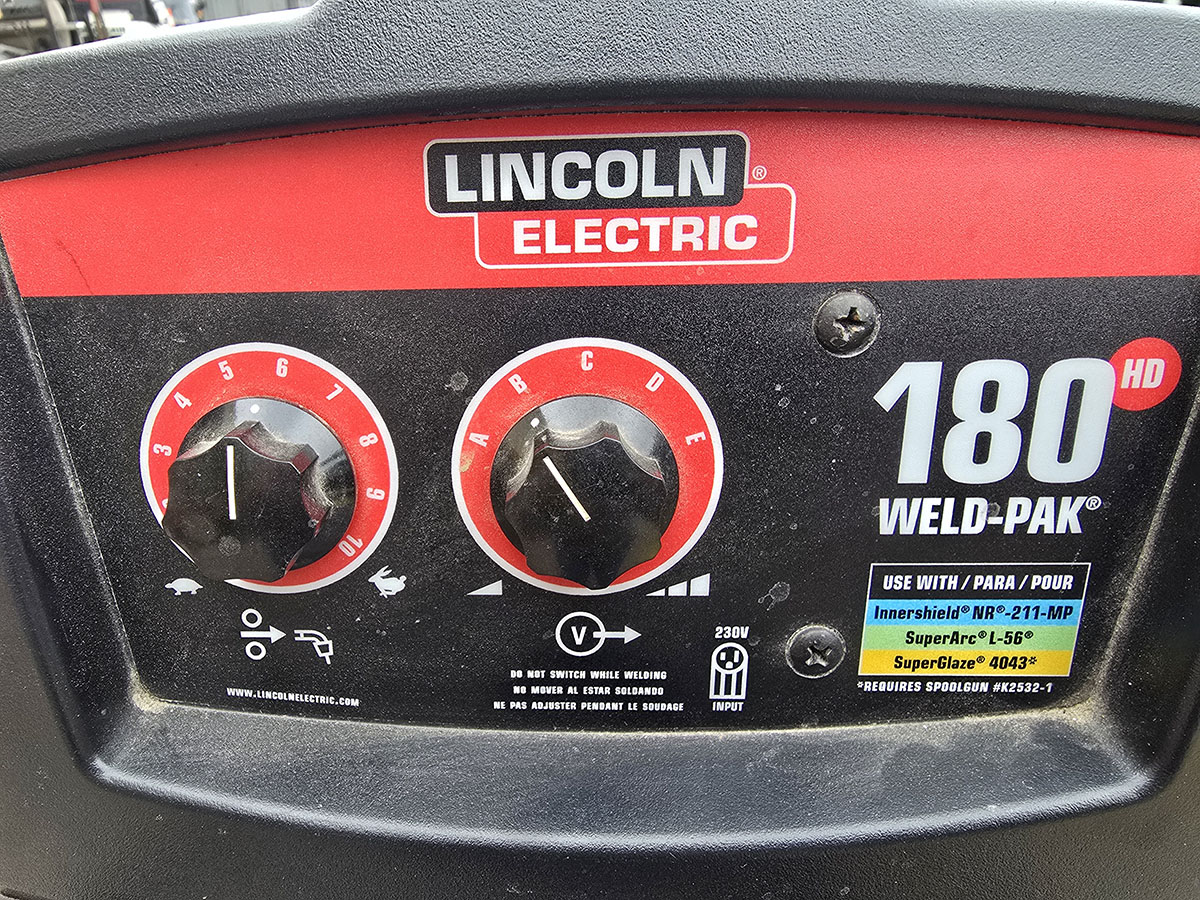 LINCOLN®
ELECTRIC
3 4 5 6 7 8 9 10
A B C D E
180 HD
WELD-PAK®
USE WITH / PARA / POUR
Innershield® NR®-211-MP
SuperArc® L-56®
SuperGlaze® 4043*
*REQUIRES SPOOLGUN #K2532-1
V
230V
INPUT
DO NOT SWITCH WHILE WELDING
NO MOVER AL ESTAR SOLDANDO
NE PAS ADJUSTER PENDANT LE SOUDAGE
WWW.LINCOLNELECTRIC.COM